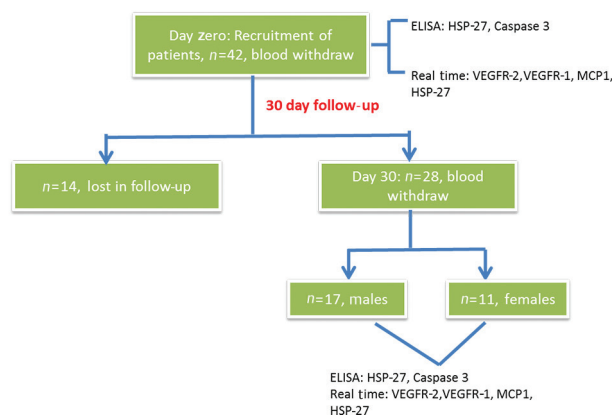 Day zero: Recruitment of
patients, n=42, blood withdraw
ELISA: HSP-27, Caspase 3
Real time: VEGFR-2,VEGFR-1, MCP1,
HSP-27
30 day follow-up
n=14, lost in follow-up
Day 30: n=28, blood
withdraw
n=17, males
n=11, females
ELISA: HSP-27, Caspase 3
Real time: VEGFR-2,VEGFR-1, MCP1,
HSP-27